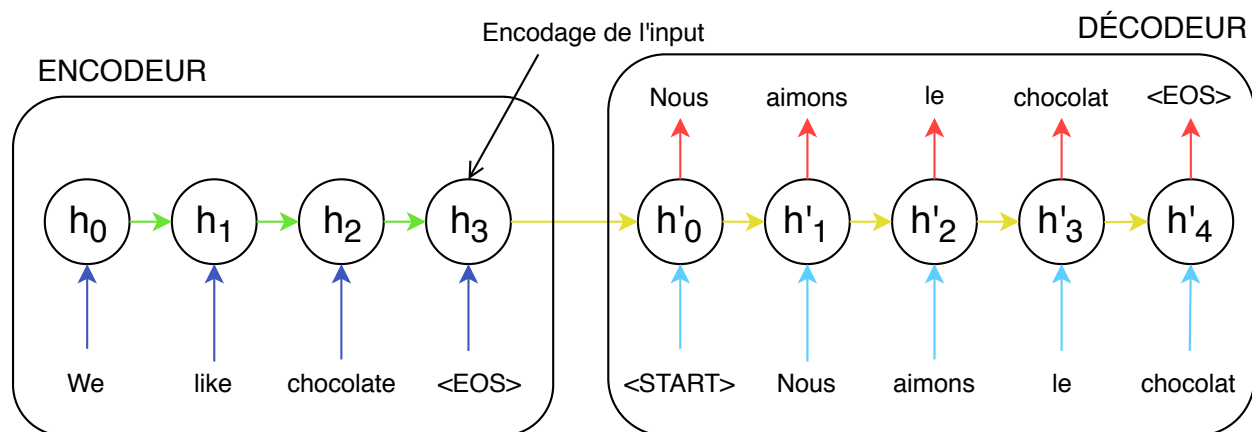 Encodage de l'input
DÉCODEUR
ENCODEUR
Nous aimons le chocolat <EOS>
h0 h1 h2 h3 h'0 h'1 h'2 h'3 h'4
We like chocolate <EOS> <START> Nous aimons le chocolat